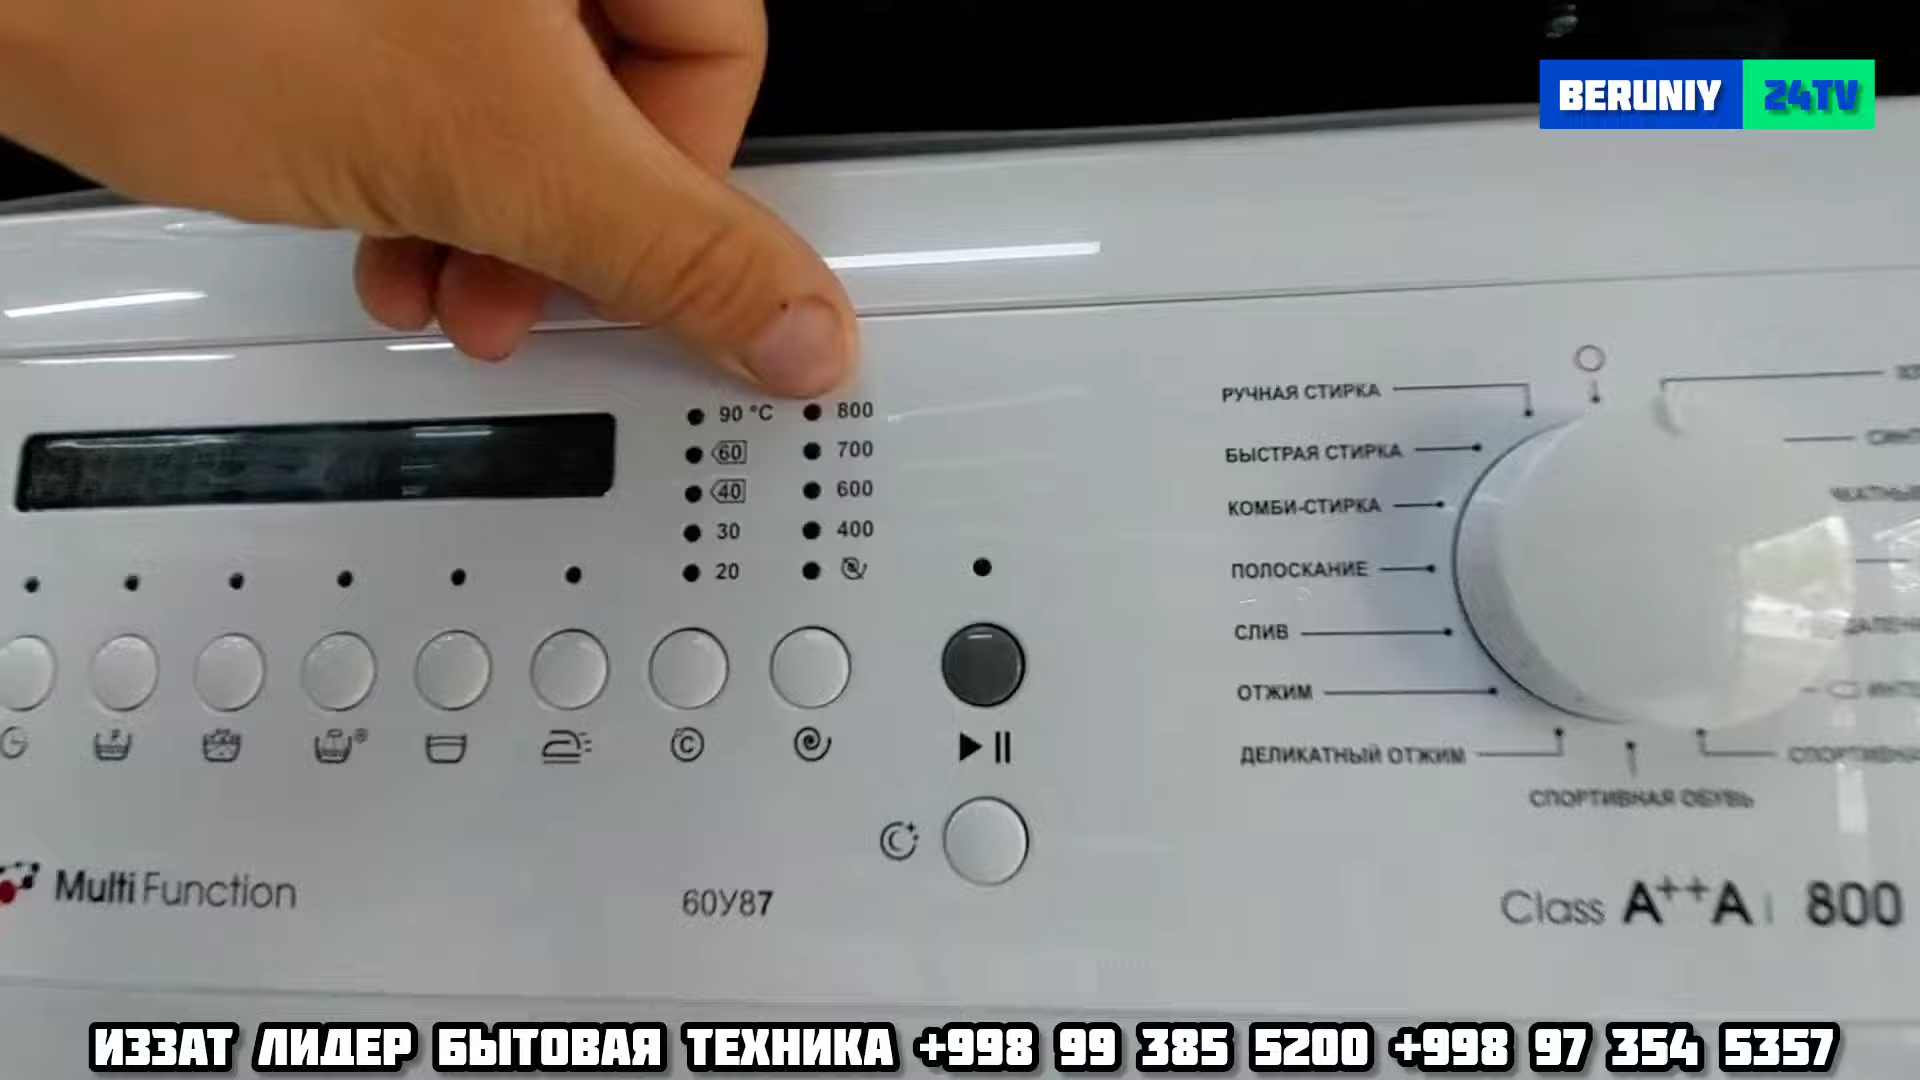 BERUNIY 24TV
90 °C
60
40
30
20
800
700
600
400
РУЧНАЯ СТИРКА
БЫСТРАЯ СТИРКА
КОМБИ-СТИРКА
ПОЛОСКАНИЕ
СЛИВ
ОТЖИМ
ДЕЛИКАТНЫЙ ОТЖИМ
СПОРТИВНАЯ ОБУВЬ
Multi Function
60У87
Class A++A 800
ИЗЗАТ ЛИДЕР БЫТОВАЯ ТЕХНИКА +998 99 385 5200 +998 97 354 5357